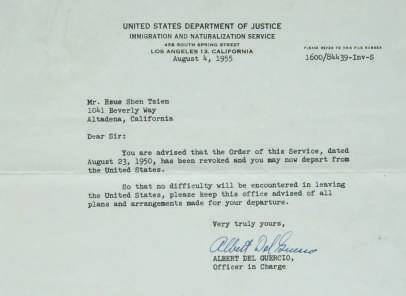 UNITED STATES DEPARTMENT OF JUSTICE
IMMIGRATION AND NATURALIZATION SERVICE
458 SOUTH SPRING STREET
LOS ANGELES 13, CALIFORNIA
August 4, 1955
PLEASE REFER TO THIS FILE NUMBER
1600/84439-Inv-S
Mr. Hsue Shen Tsien
1041 Beverly Way
Altadena, California
Dear Sir:
You are advised that the Order of this Service, dated
August 23, 1950, has been revoked and you may now depart from
the United States.
So that no difficulty will be encountered in leaving
the United States, please keep this office advised of all
plans and arrangements made for your departure.
Very truly yours,
Albert Del Guercio
ALBERT DEL GUERCIO,
Officer in Charge